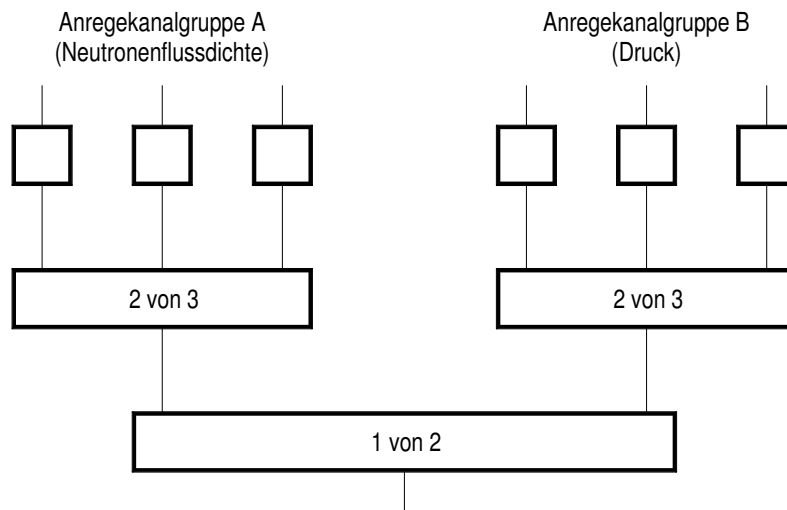 Anregekanalgruppe A
(Neutronenflussdichte)
Anregekanalgruppe B
(Druck)
2 von 3
2 von 3
1 von 2